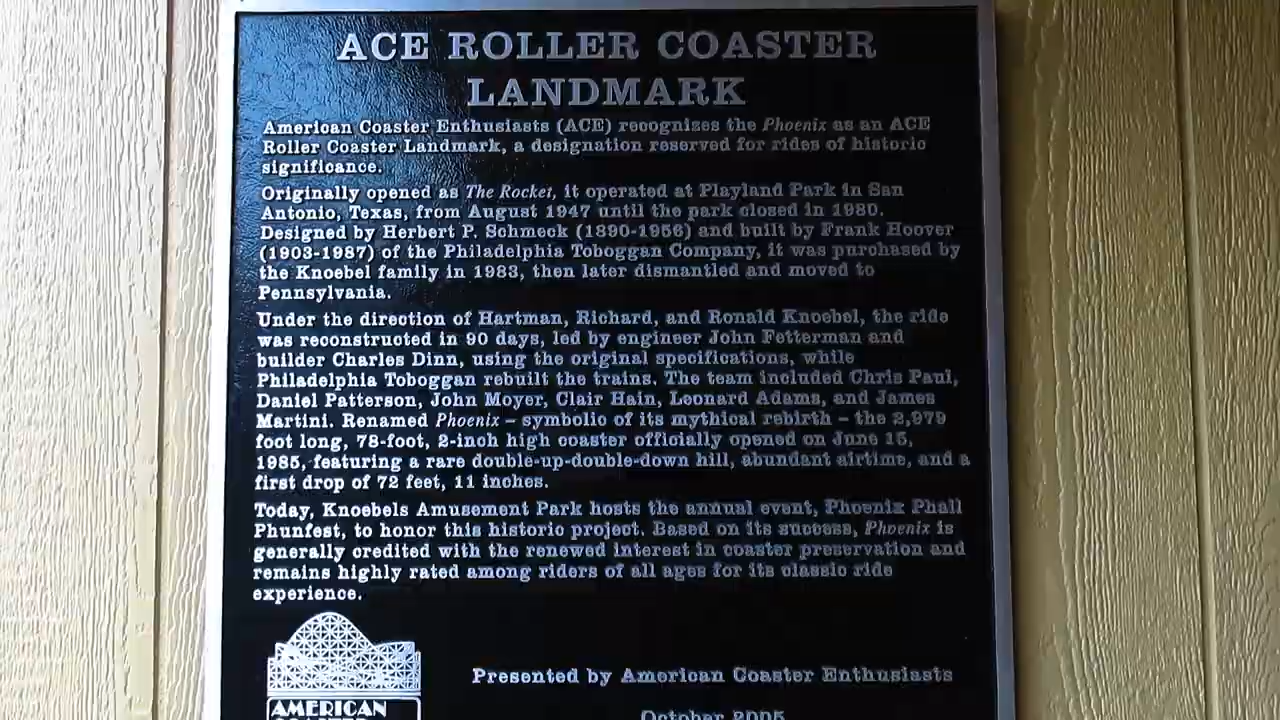 ACE ROLLER COASTER
LANDMARK
American Coaster Enthusiasts (ACE) recognizes the Phoenix as an ACE
Roller Coaster Landmark, a designation reserved for rides of historic
significance.
Originally opened as The Rocket, it operated at Playland Park in San
Antonio, Texas, from August 1947 until the park closed in 1980.
Designed by Herbert P. Schmeck (1890-1956) and built by Frank Hoover
(1903-1987) of the Philadelphia Toboggan Company, it was purchased by
the Knoebel family in 1983, then later dismantled and moved to
Pennsylvania.
Under the direction of Hartman, Richard, and Ronald Knoebel, the ride
was reconstructed in 90 days, led by engineer John Fetterman and
builder Charles Dinn, using the original specifications, while
Philadelphia Toboggan rebuilt the trains. The team included Chris Paul,
Daniel Patterson, John Moyer, Clair Hain, Leonard Adams, and James
Martini. Renamed Phoenix – symbolic of its mythical rebirth – the 2,979
foot long, 78-foot, 2-inch high coaster officially opened on June 15,
1985, featuring a rare double-up-double-down hill, abundant airtime, and a
first drop of 72 feet, 11 inches.
Today, Knoebels Amusement Park hosts the annual event, Phoenix Phall
Phunfest, to honor this historic project. Based on its success, Phoenix is
generally credited with the renewed interest in coaster preservation and
remains highly rated among riders of all ages for its classic ride
experience.
Presented by American Coaster Enthusiasts
October 2005
AMERICAN
COASTER